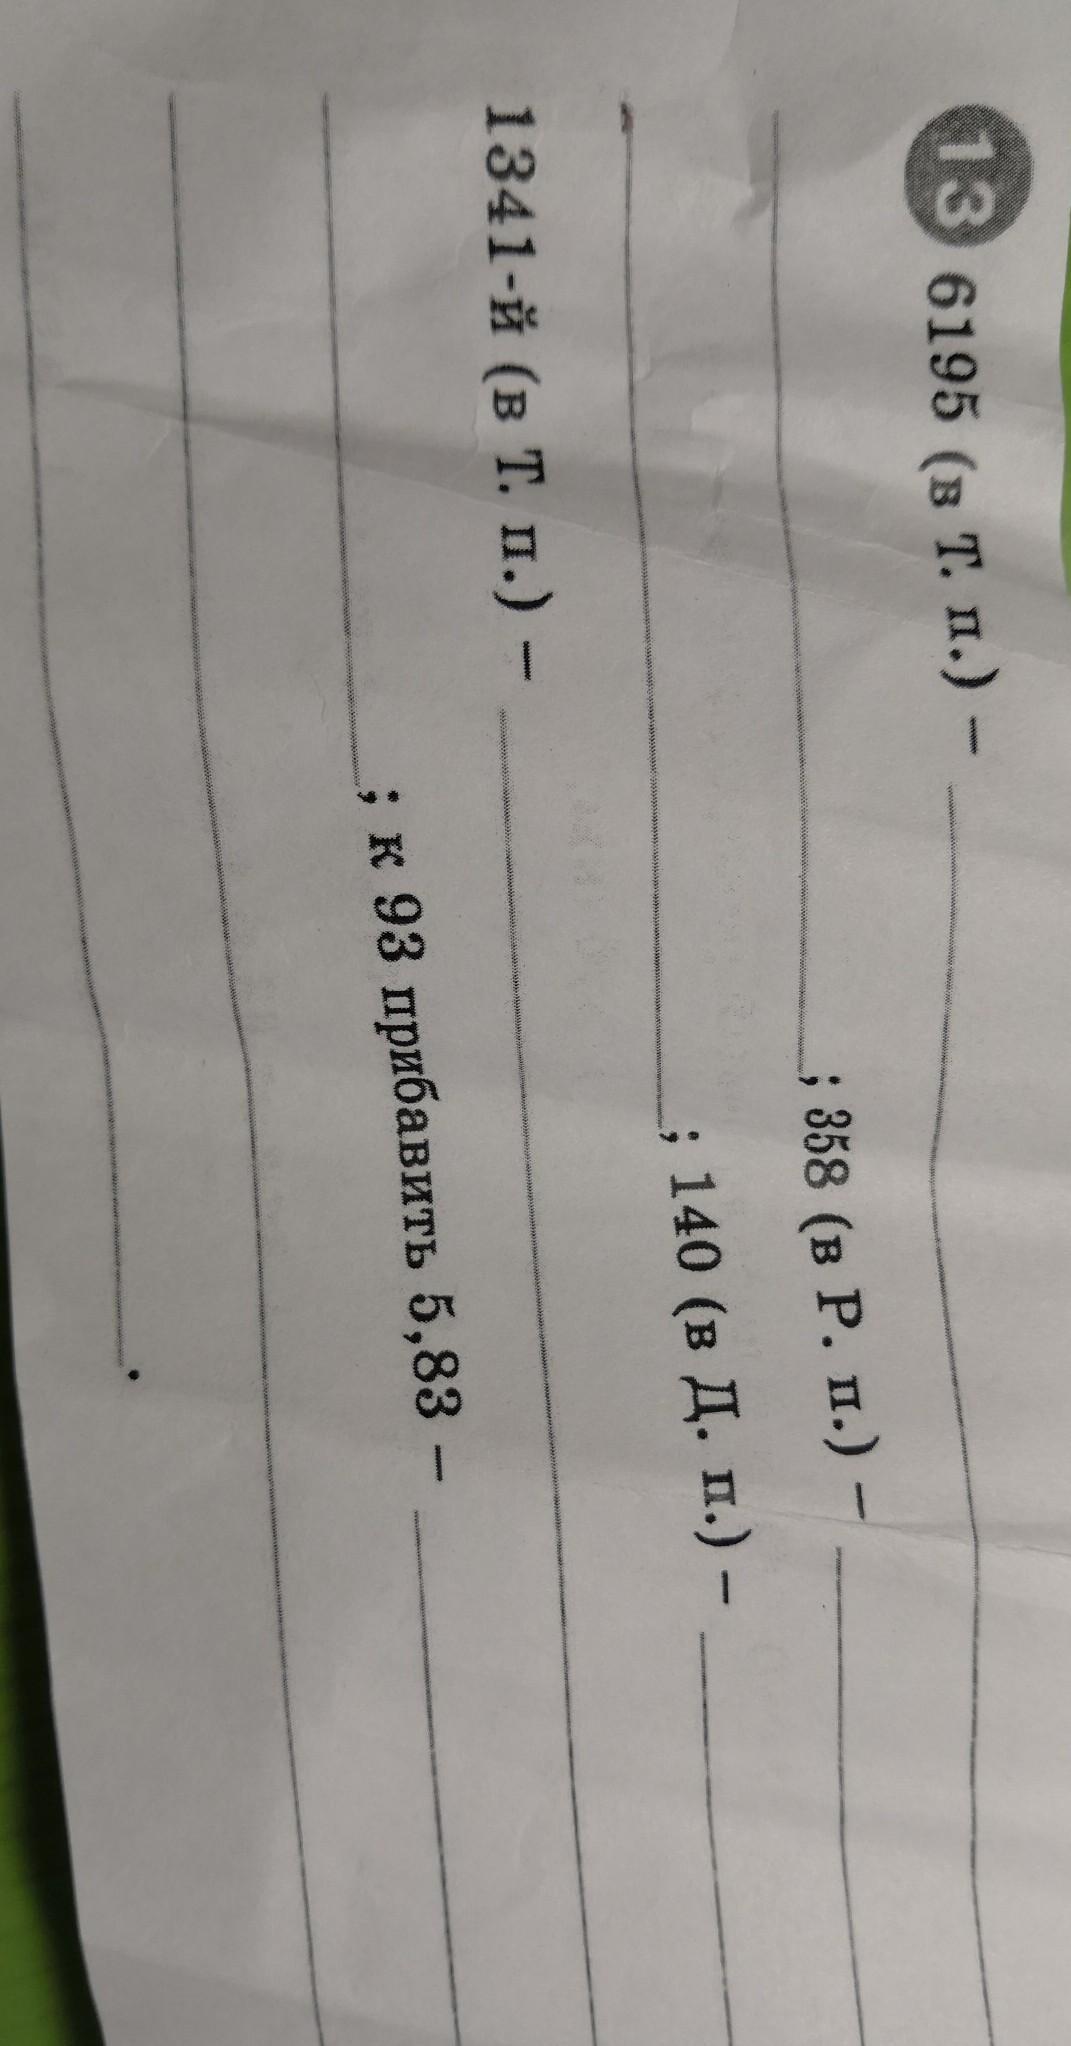 13 6195 (в Т. п.) –
; 358 (в Р. п.) –
; 140 (в Д. п.) –
1341-й (в Т. п.) –
; к 93 прибавить 5,83 –
.